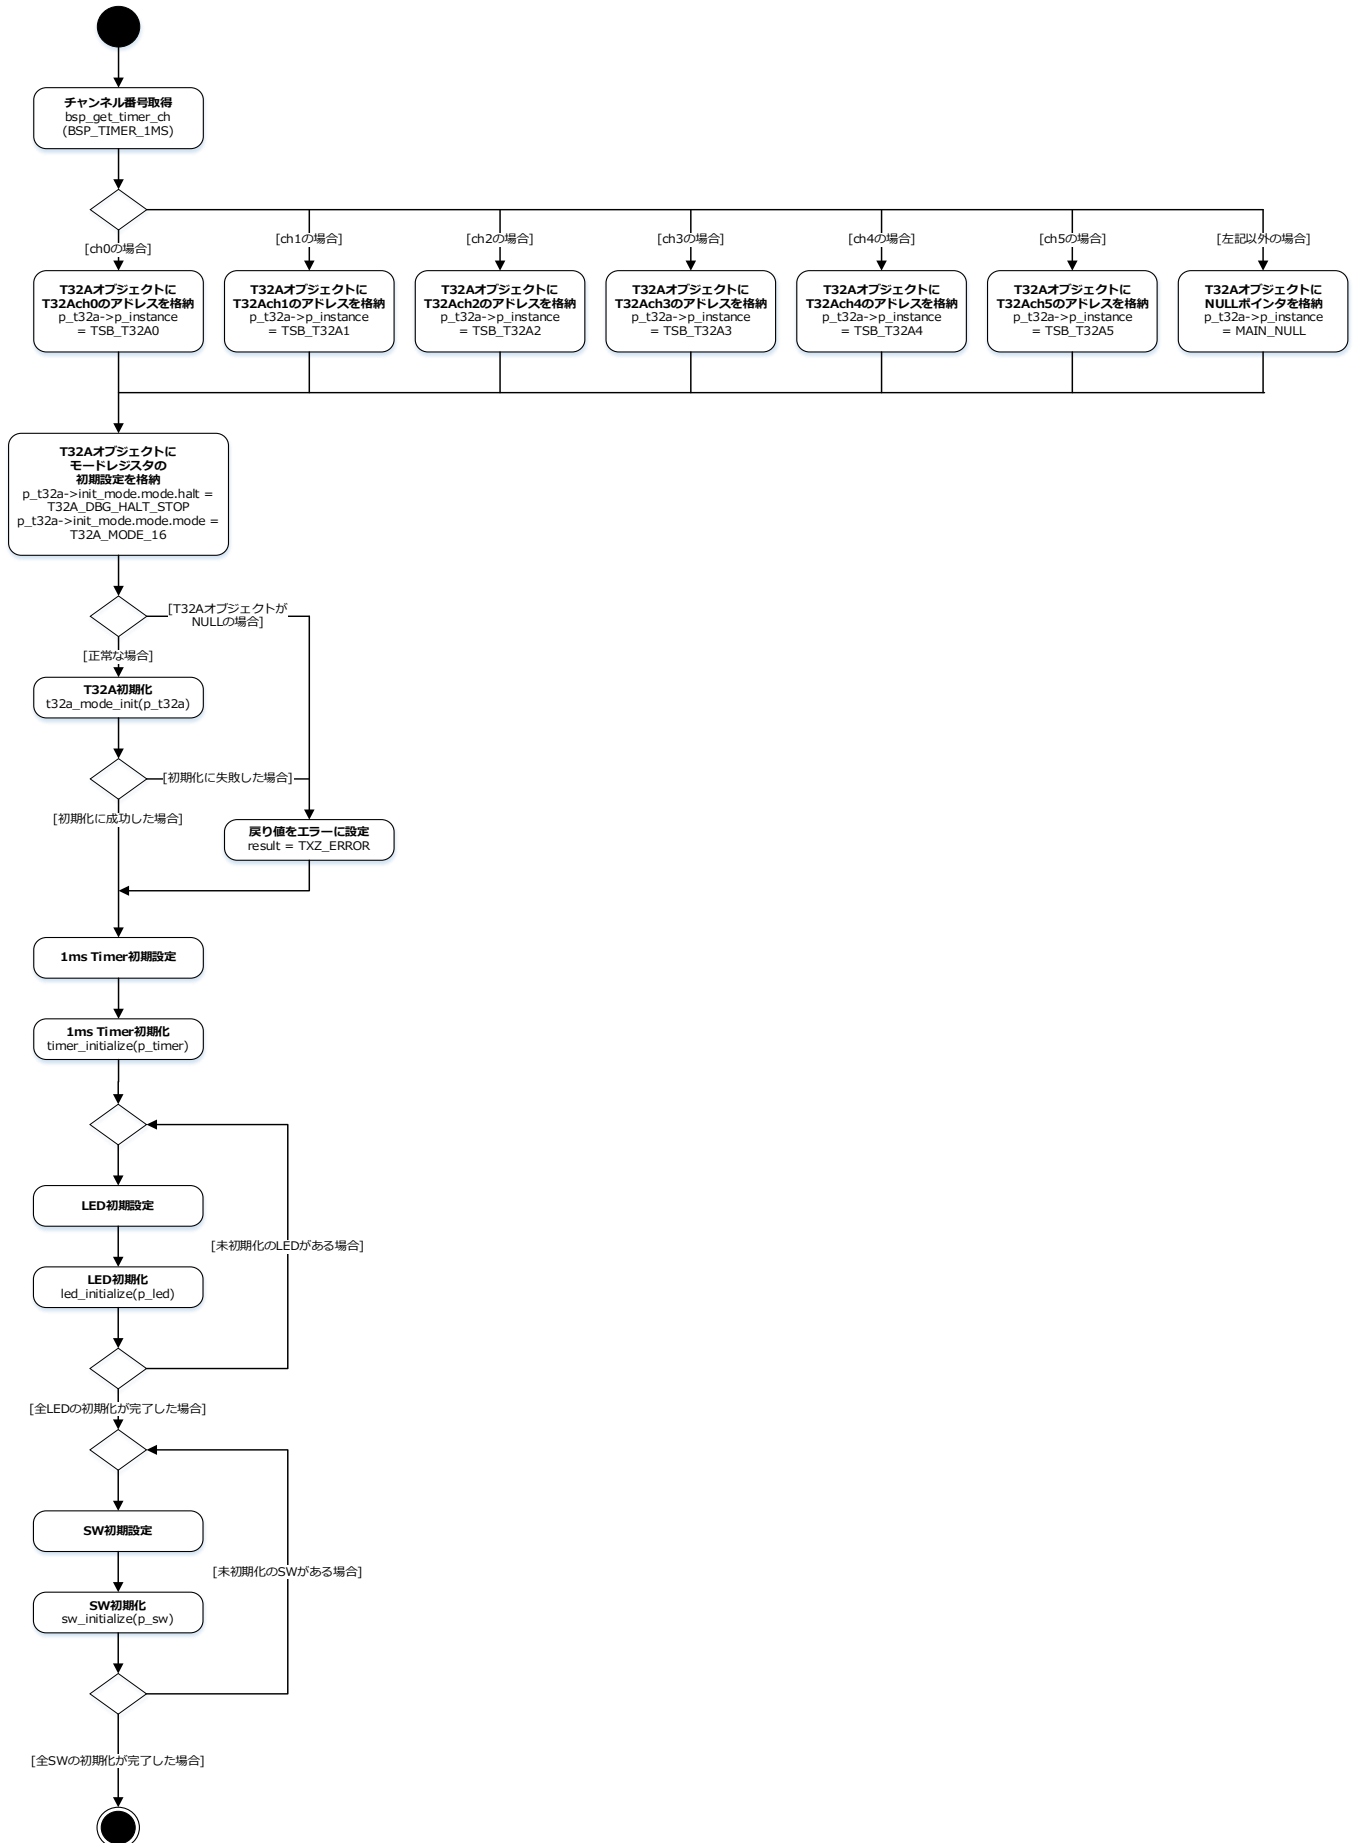 チャンネル番号取得
bsp_get_timer_ch
(BSP_TIMER_1MS)
[ch0の場合]
[ch1の場合]
[ch2の場合]
[ch3の場合]
[ch4の場合]
[ch5の場合]
[左記以外の場合]
T32Aオブジェクトに
T32Ach0のアドレスを格納
p_t32a->p_instance
= TSB_T32A0
T32Aオブジェクトに
T32Ach1のアドレスを格納
p_t32a->p_instance
= TSB_T32A1
T32Aオブジェクトに
T32Ach2のアドレスを格納
p_t32a->p_instance
= TSB_T32A2
T32Aオブジェクトに
T32Ach3のアドレスを格納
p_t32a->p_instance
= TSB_T32A3
T32Aオブジェクトに
T32Ach4のアドレスを格納
p_t32a->p_instance
= TSB_T32A4
T32Aオブジェクトに
T32Ach5のアドレスを格納
p_t32a->p_instance
= TSB_T32A5
T32Aオブジェクトに
NULLポインタを格納
p_t32a->p_instance
= MAIN_NULL
T32Aオブジェクトに
モードレジスタの
初期設定を格納
p_t32a->init_mode.mode.halt =
T32A_DBG_HALT_STOP
p_t32a->init_mode.mode.mode =
T32A_MODE_16
[T32Aオブジェクトが
NULLの場合]
[正常な場合]
T32A初期化
t32a_mode_init(p_t32a)
[初期化に失敗した場合]
[初期化に成功した場合]
戻り値をエラーに設定
result = TXZ_ERROR
1ms Timer初期設定
1ms Timer初期化
timer_initialize(p_timer)
LED初期設定
[未初期化のLEDがある場合]
LED初期化
led_initialize(p_led)
[全LEDの初期化が完了した場合]
SW初期設定
[未初期化のSWがある場合]
SW初期化
sw_initialize(p_sw)
[全SWの初期化が完了した場合]